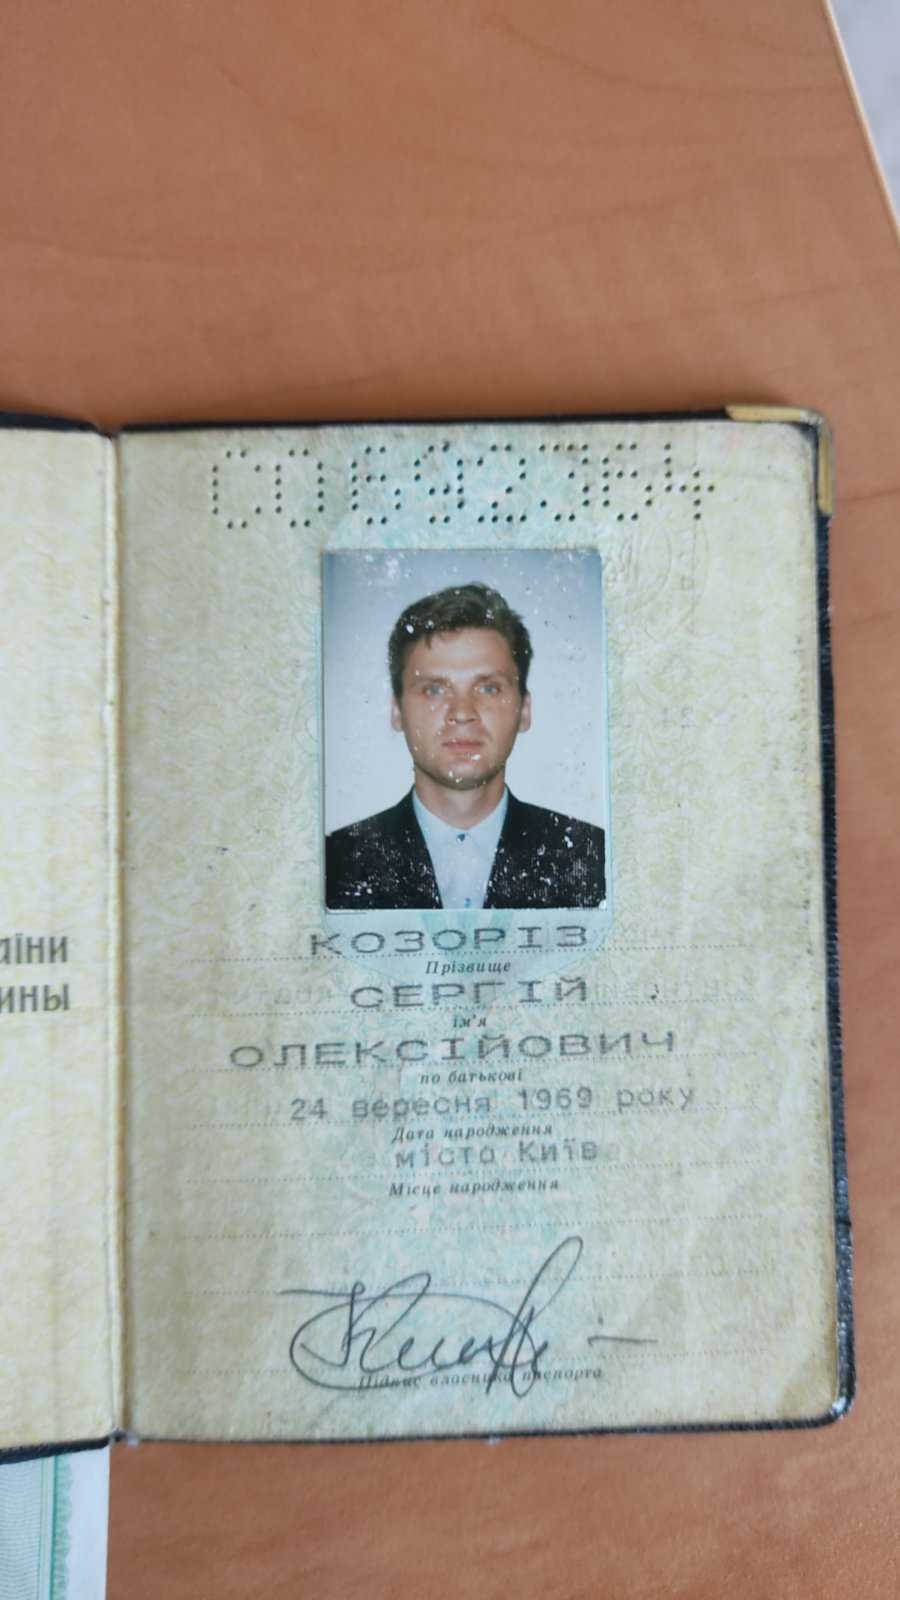 аїни
ины
СО692364
КОЗОРІЗ
Прізвище
СЕРГІЙ
ім'я
ОЛЕКСІЙОВИЧ
по батькові
24 вересня 1969 року
Дата народження
місто Київ
Місце народження
Підпис власника паспорта